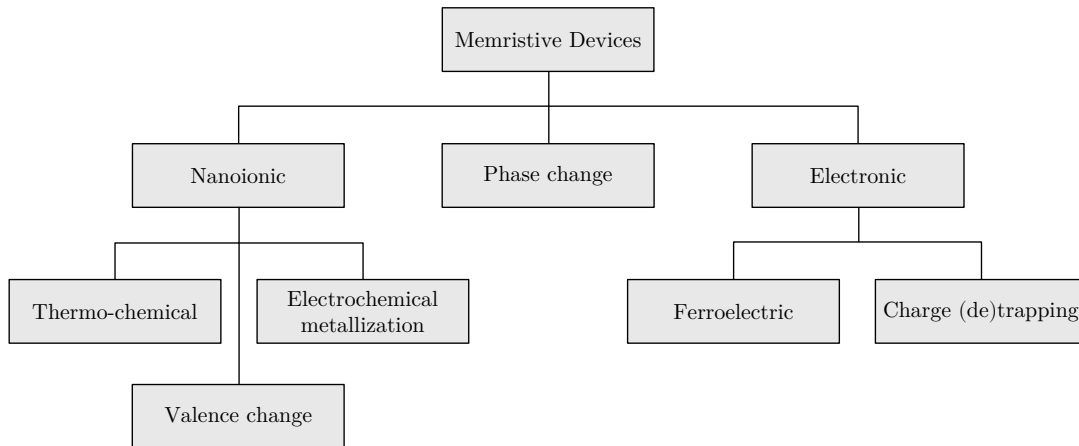 Memristive Devices
Nanoionic
Phase change
Electronic
Thermo-chemical
Electrochemical
metallization
Ferroelectric
Charge (de)trapping
Valence change